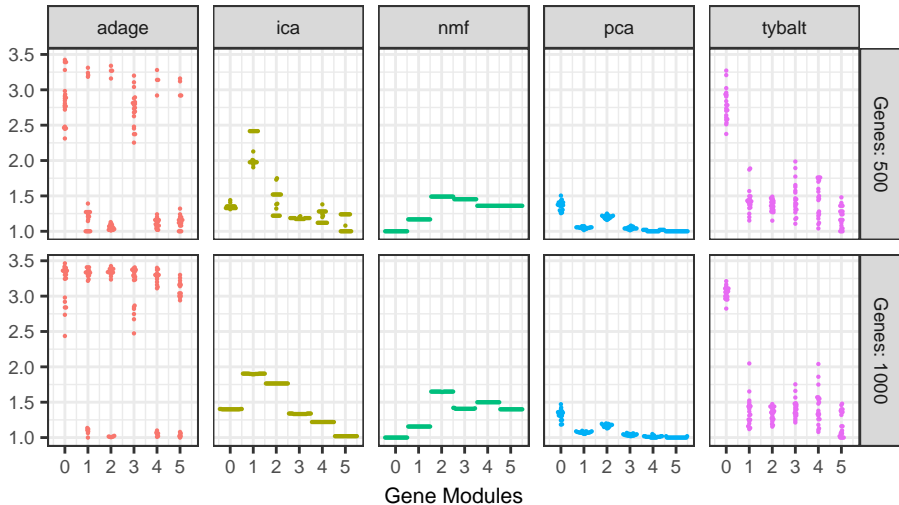 adage ica nmf pca tybalt
3.5
3.0
2.5
2.0
1.5
1.0
Genes: 500
3.5
3.0
2.5
2.0
1.5
1.0
Genes: 1000
0 1 2 3 4 5 0 1 2 3 4 5 0 1 2 3 4 5 0 1 2 3 4 5 0 1 2 3 4 5
Gene Modules